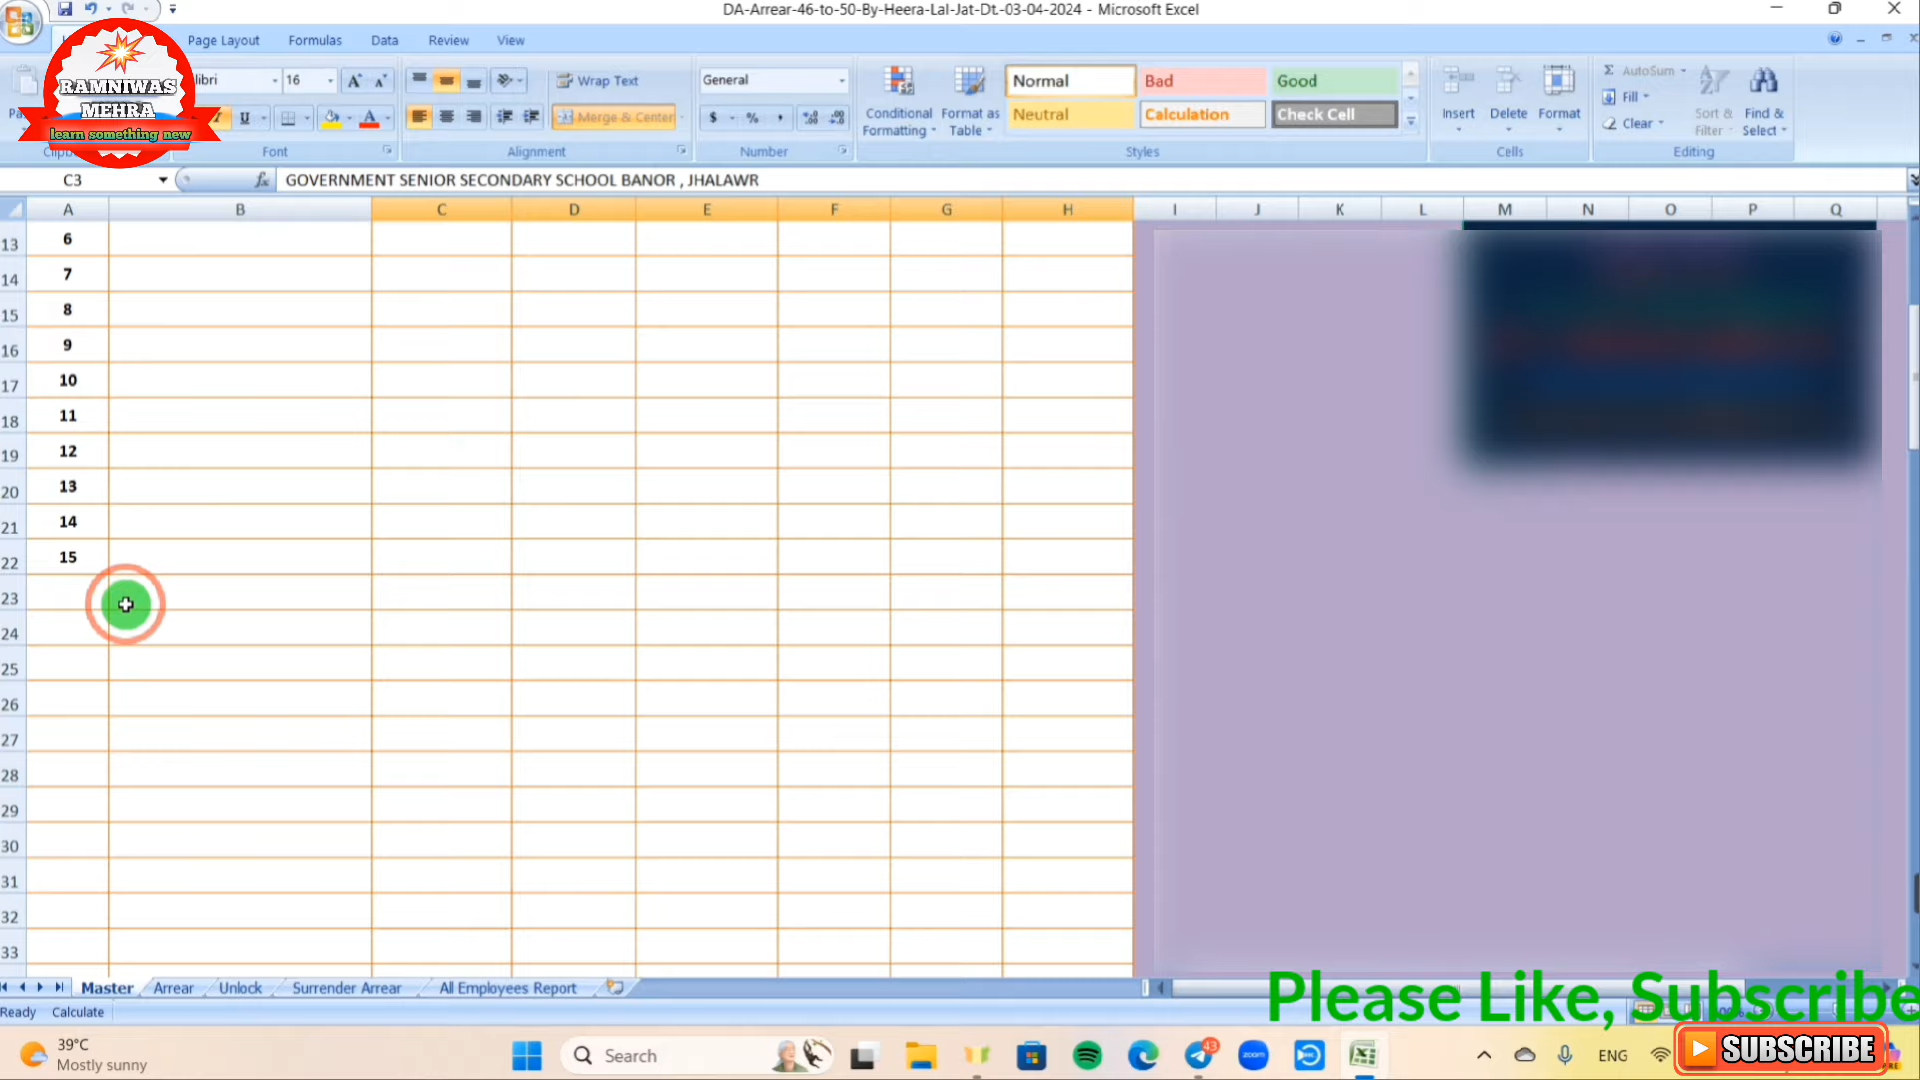 DA-Arrear-46-to-50-By-Heera-Lal-Jat-Dt.-03-04-2024 - Microsoft Excel
Page Layout
Formulas
Data
Review
View
RAMNIWAS
MEHRA
learn something new
16
Wrap Text
General
Conditional
Formatting
Format as
Table
Normal
Bad
Good
Neutral
Calculation
Check Cell
Insert
Delete
Format
Σ AutoSum
Fill
Clear
Sort &
Filter
Find &
Select
Merge & Center
$ % ,
Font
Alignment
Number
Styles
Cells
Editing
C3
fx
GOVERNMENT SENIOR SECONDARY SCHOOL BANOR , JHALAWR
A B C D E F G H I J K L M N O P Q
13 6
14 7
15 8
16 9
17 10
18 11
19 12
20 13
21 14
22 15
23
24
25
26
27
28
29
30
31
32
33
Master
Arrear
Unlock
Surrender Arrear
All Employees Report
Ready
Calculate
Please Like, Subscribe
39°C
Mostly sunny
Search
43
zoom
ENG
SUBSCRIBE